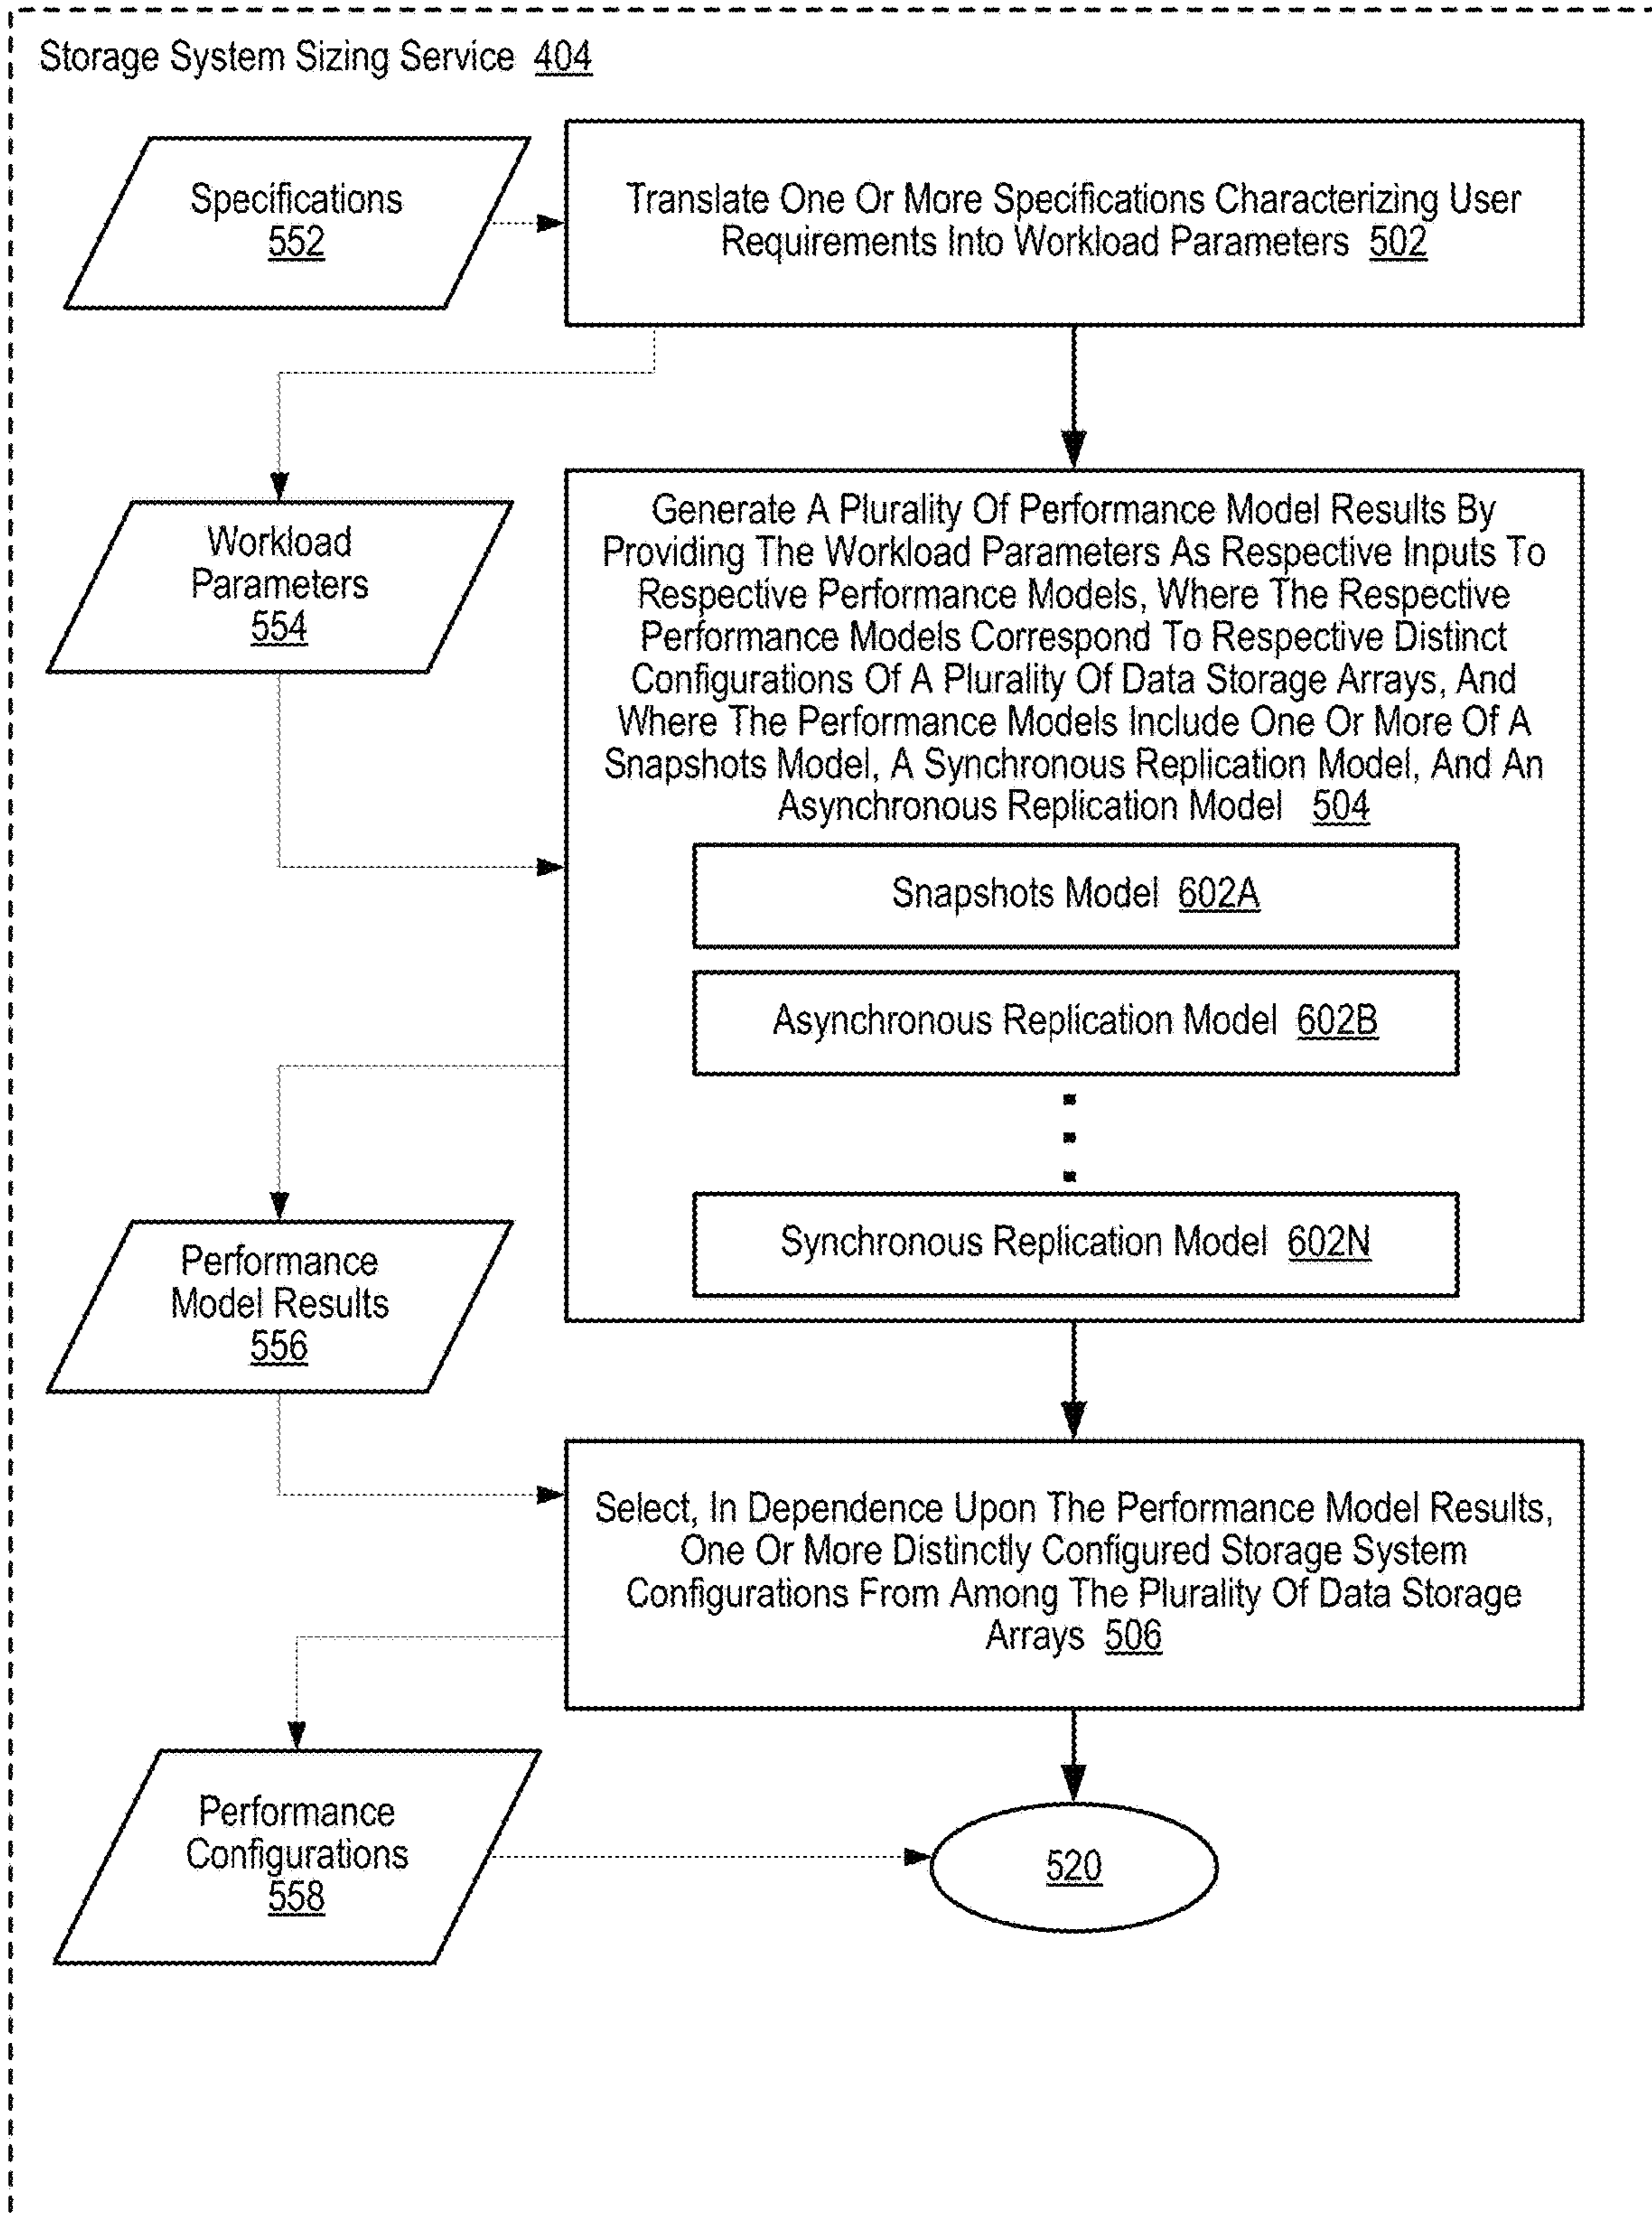 Storage System Sizing Service 404
Specifications
552
Translate One Or More Specifications Characterizing User
Requirements Into Workload Parameters 502
Workload
Parameters
554
Generate A Plurality Of Performance Model Results By
Providing The Workload Parameters As Respective Inputs To
Respective Performance Models, Where The Respective
Performance Models Correspond To Respective Distinct
Configurations Of A Plurality Of Data Storage Arrays, And
Where The Performance Models Include One Or More Of A
Snapshots Model, A Synchronous Replication Model, And An
Asynchronous Replication Model 504
Snapshots Model 602A
Asynchronous Replication Model 602B
Synchronous Replication Model 602N
Performance
Model Results
556
Select, In Dependence Upon The Performance Model Results,
One Or More Distinctly Configured Storage System
Configurations From Among The Plurality Of Data Storage
Arrays 506
Performance
Configurations
558
520